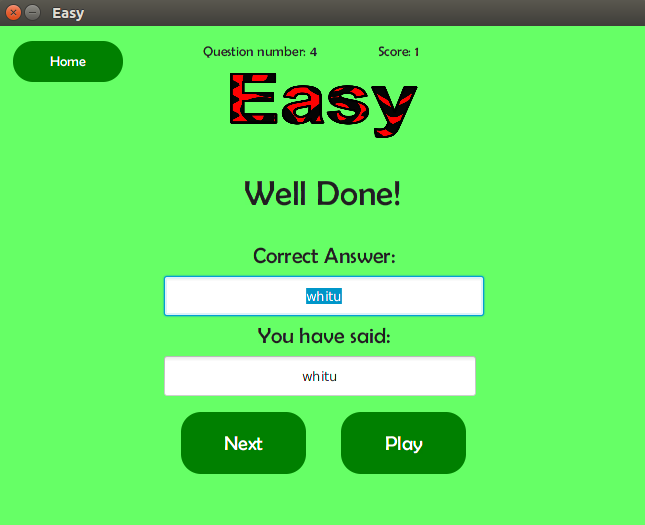 Easy
Home
Question number: 4
Score: 1
Easy
Well Done!
Correct Answer:
whitu
You have said:
whitu
Next
Play